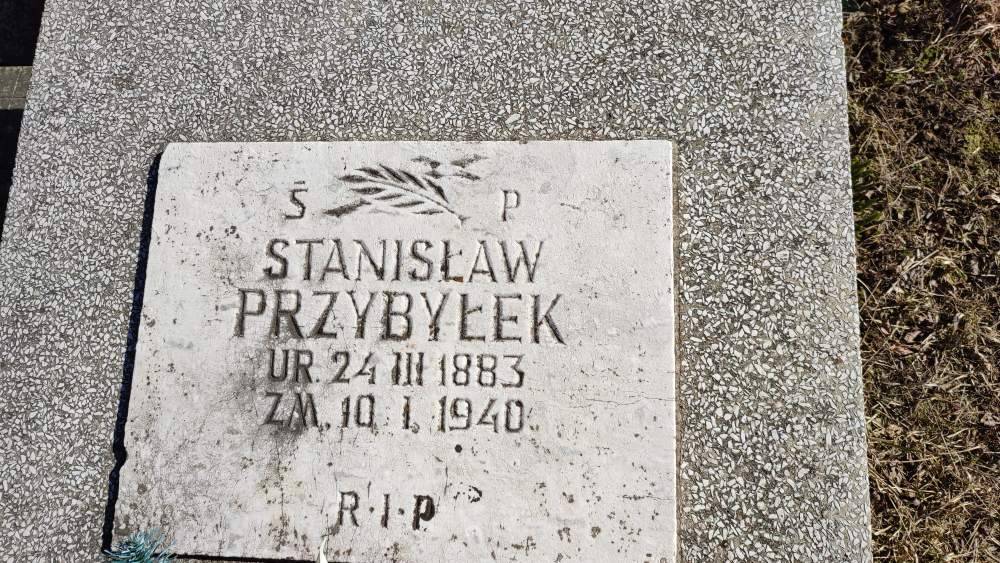 Ś P
STANISŁAW
PRZYBYŁEK
UR. 24 III 1883
ZM. 10 I. 1940
R·I·P